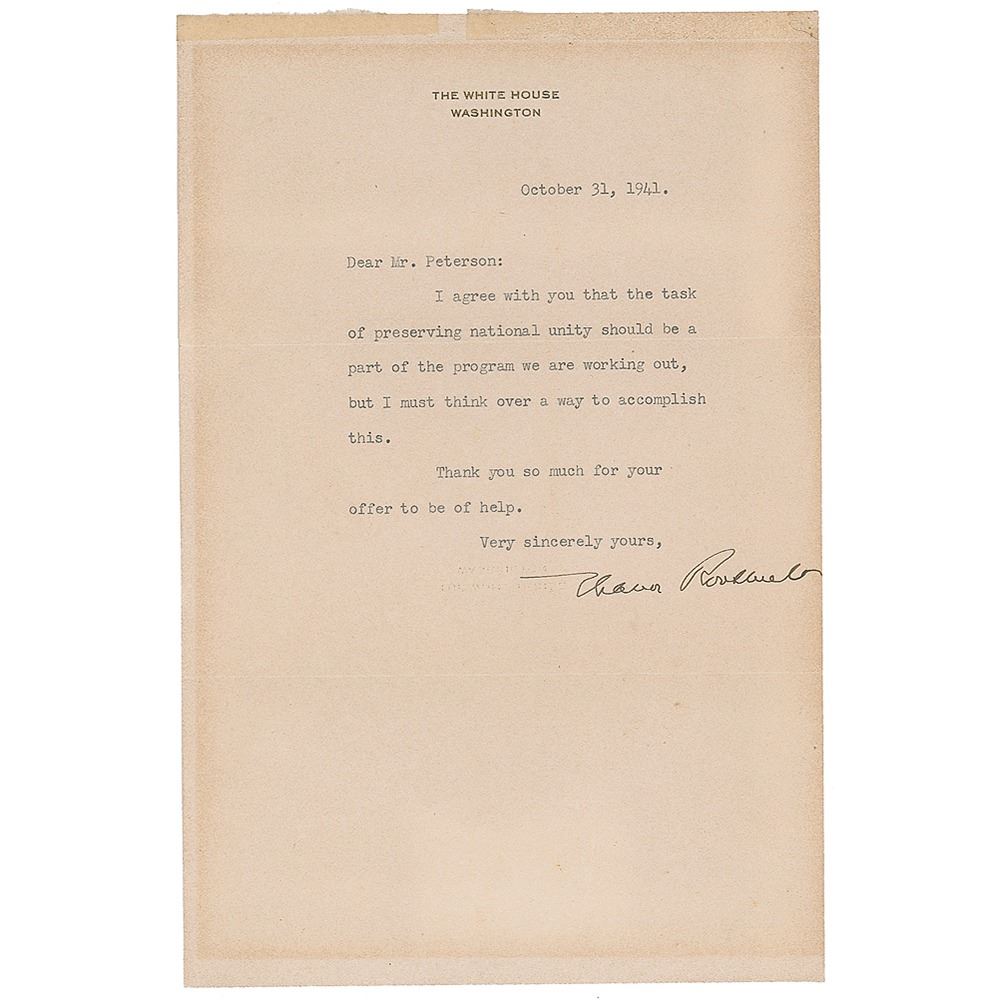 THE WHITE HOUSE
WASHINGTON
October 31, 1941.
Dear Mr. Peterson:
I agree with you that the task
of preserving national unity should be a
part of the program we are working out,
but I must think over a way to accomplish
this.
Thank you so much for your
offer to be of help.
Very sincerely yours,
Eleanor Roosevelt